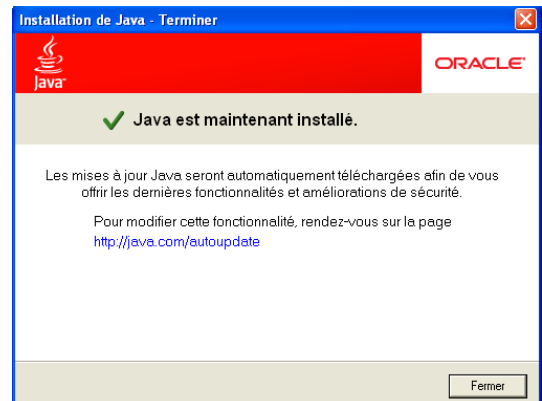 Installation de Java - Terminer
Java
ORACLE
Java est maintenant installé.
Les mises à jour Java seront automatiquement téléchargées afin de vous
offrir les dernières fonctionnalités et améliorations de sécurité.
Pour modifier cette fonctionnalité, rendez-vous sur la page
http://java.com/autoupdate
Fermer